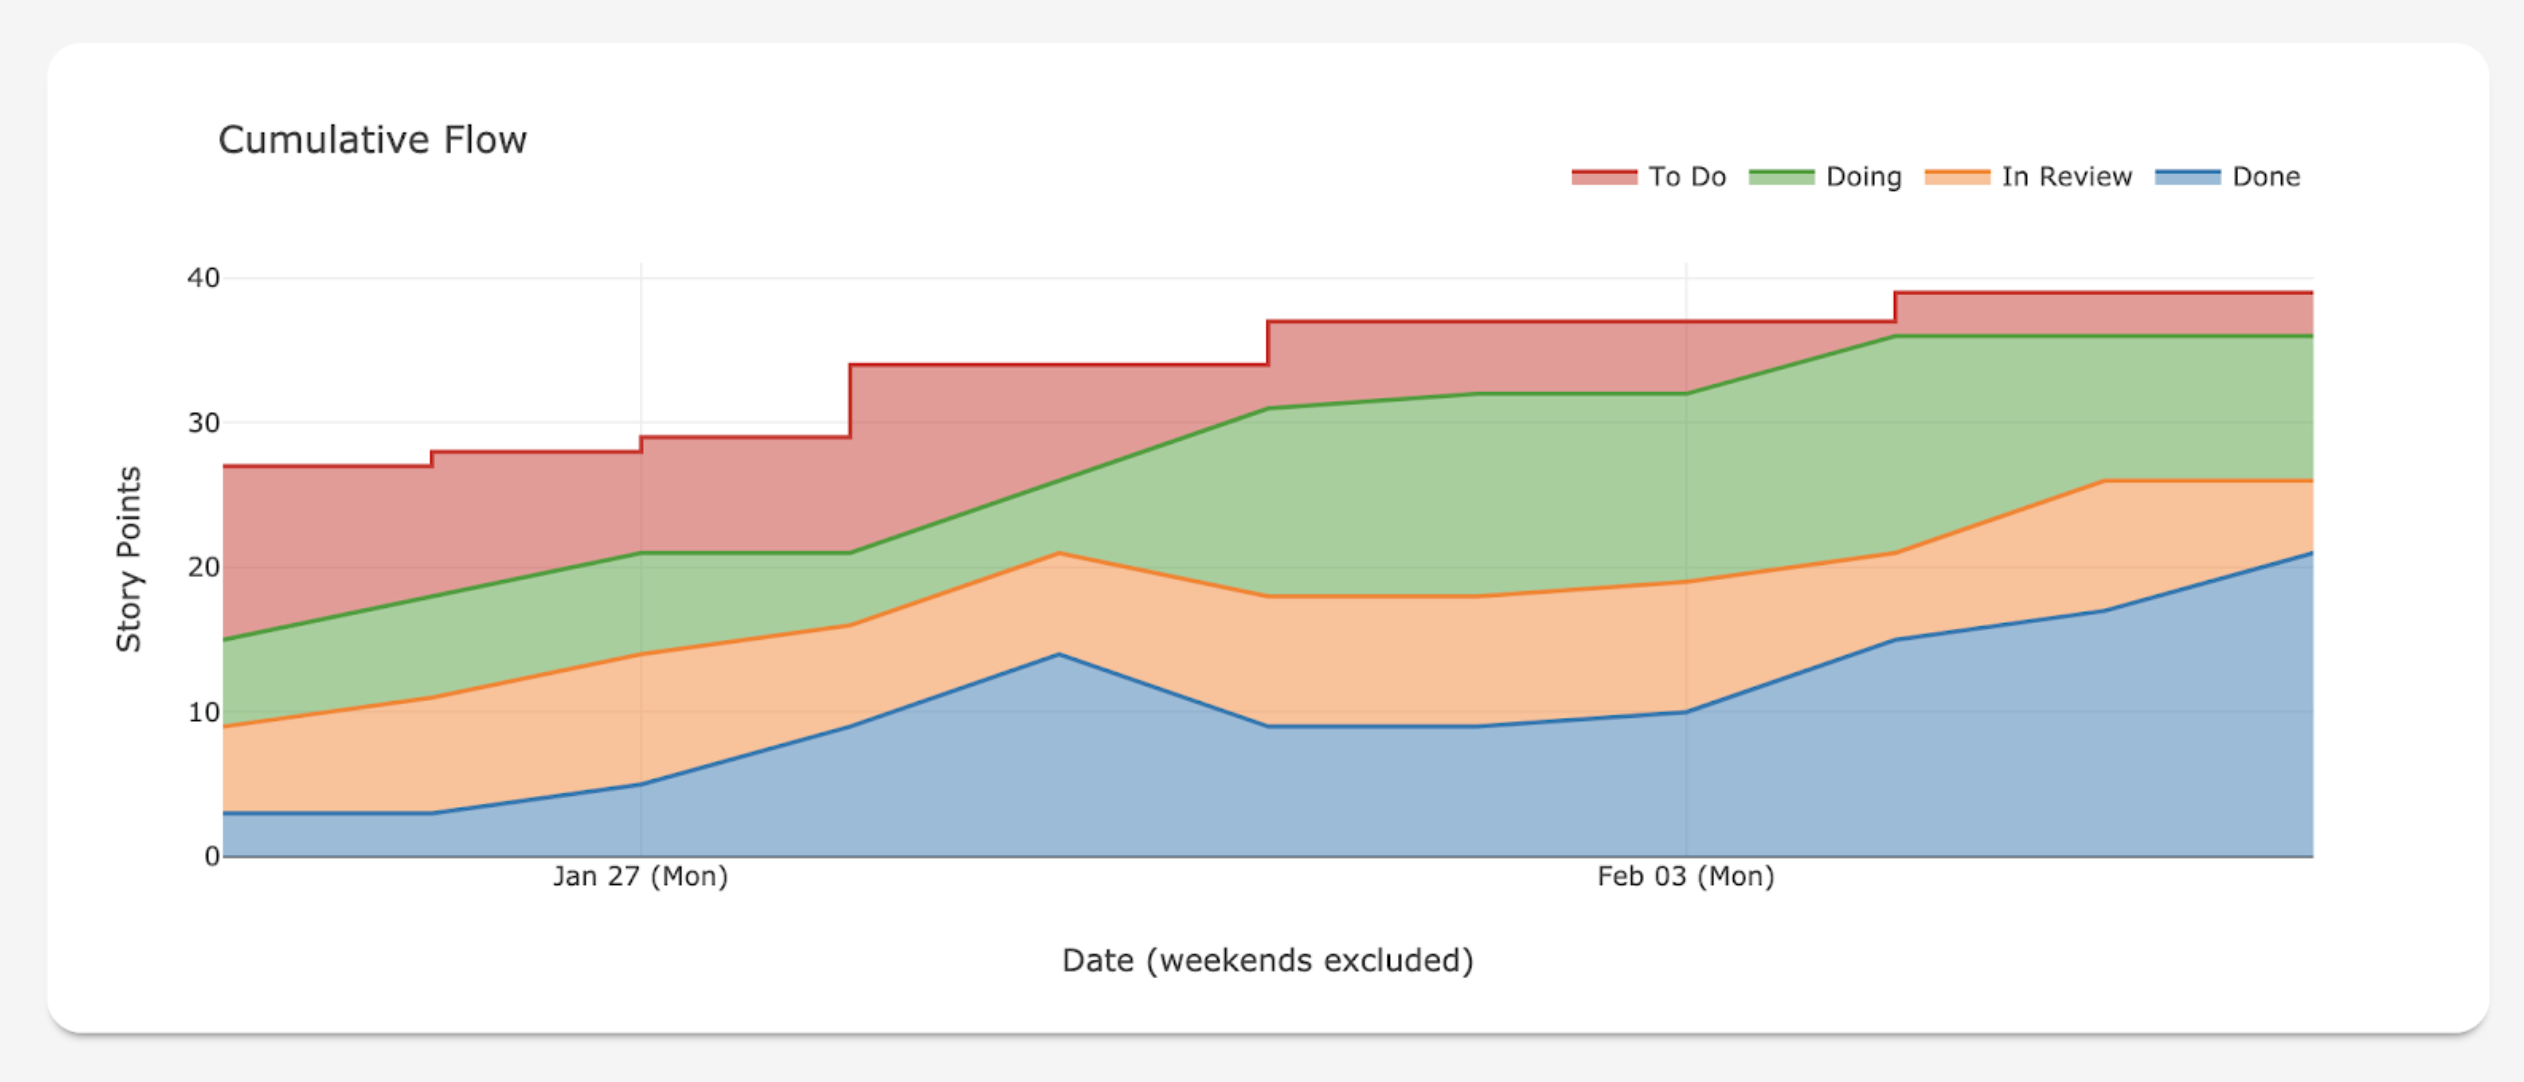 Cumulative Flow
To Do Doing In Review Done
40
30
20
10
0
Story Points
Jan 27 (Mon) Feb 03 (Mon)
Date (weekends excluded)